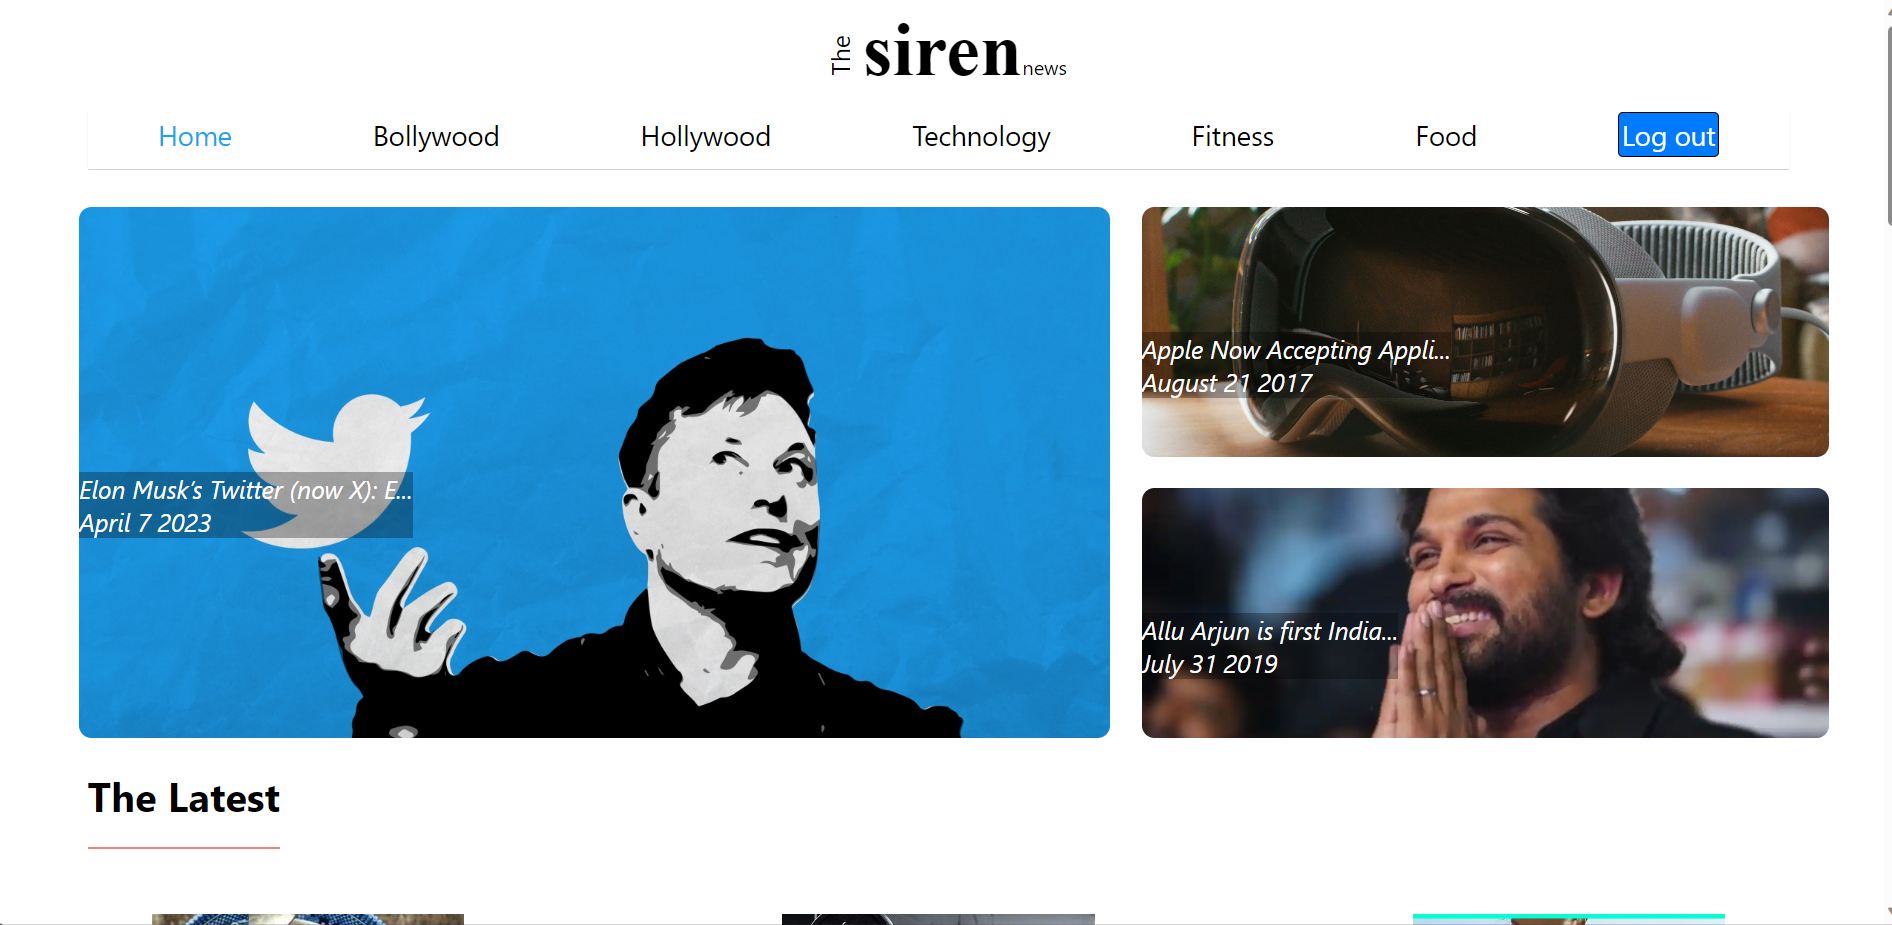 The siren news
Home Bollywood Hollywood Technology Fitness Food Log out
Elon Musk’s Twitter (now X): E...
April 7 2023
Apple Now Accepting Appli...
August 21 2017
Allu Arjun is first India...
July 31 2019
The Latest